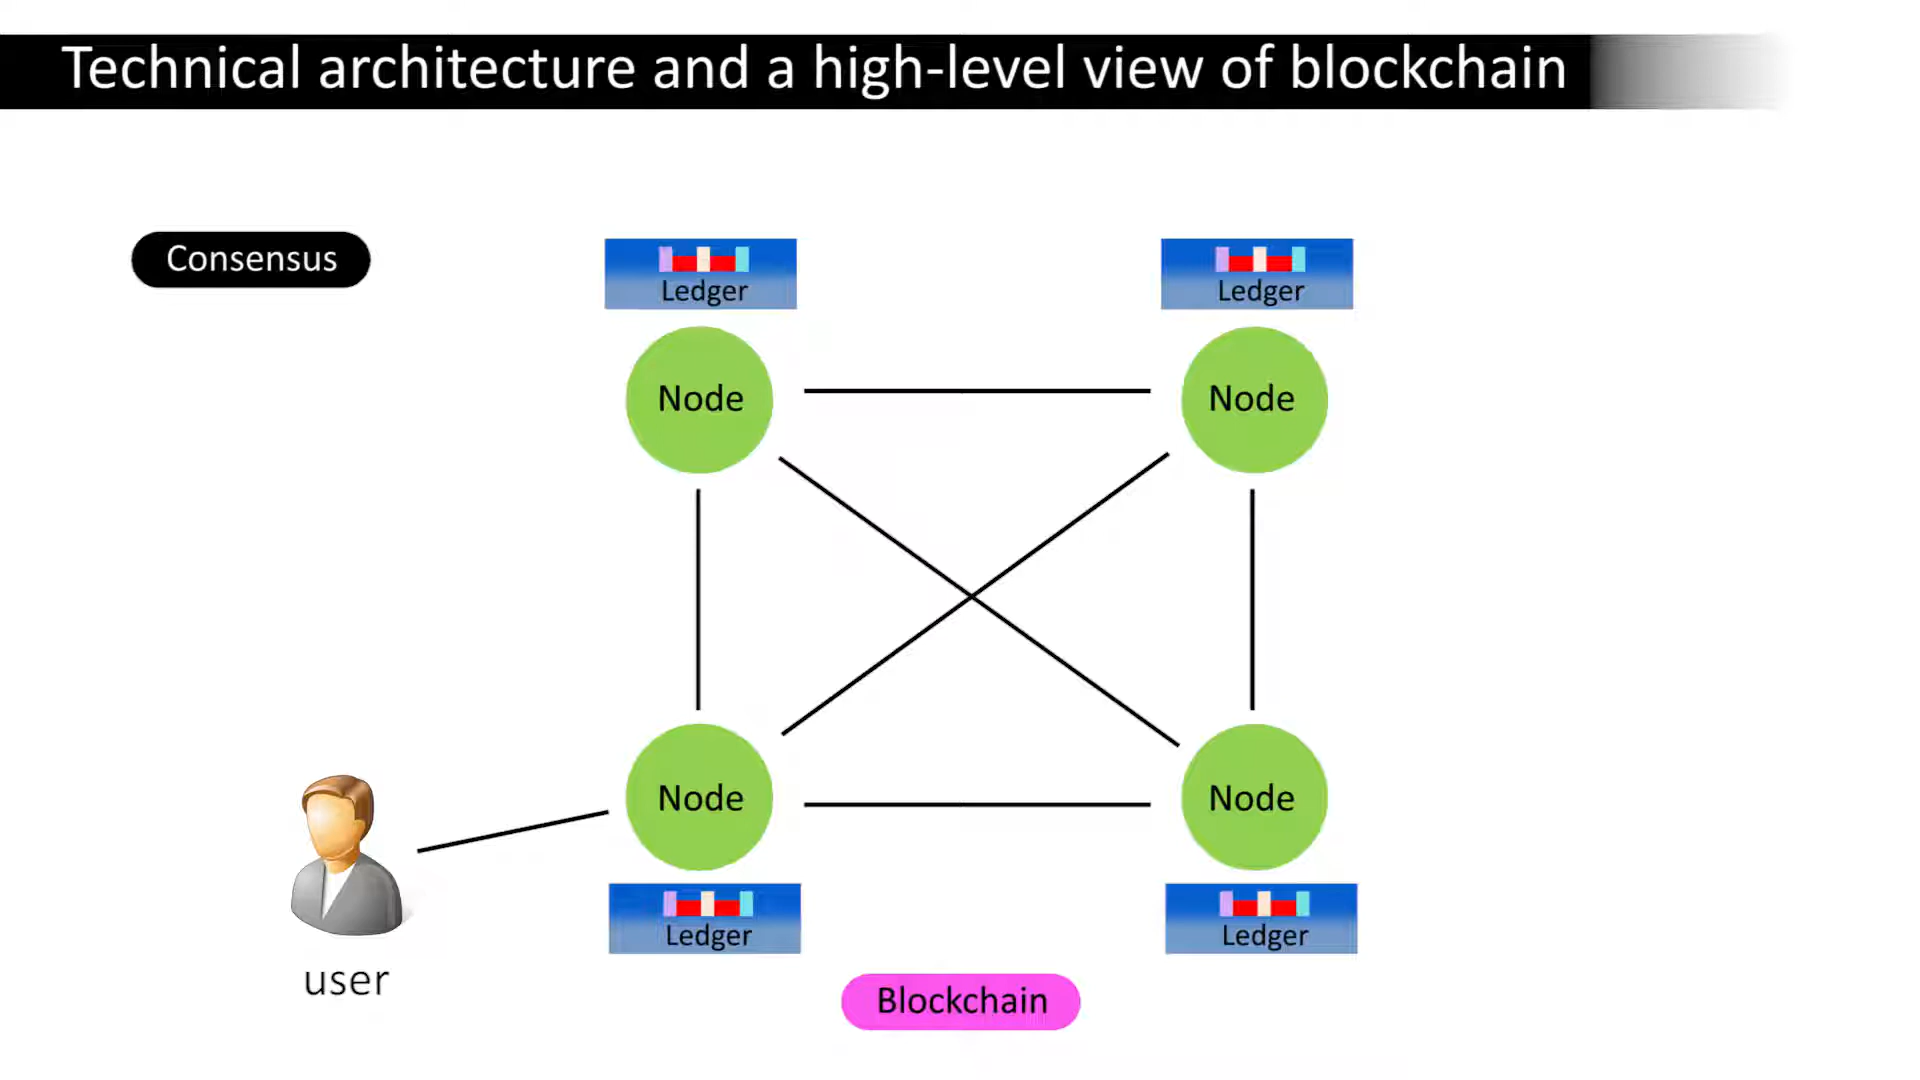 Technical architecture and a high-level view of blockchain
Consensus
Ledger
Ledger
Node
Node
Node
Node
Ledger
Ledger
user
Blockchain